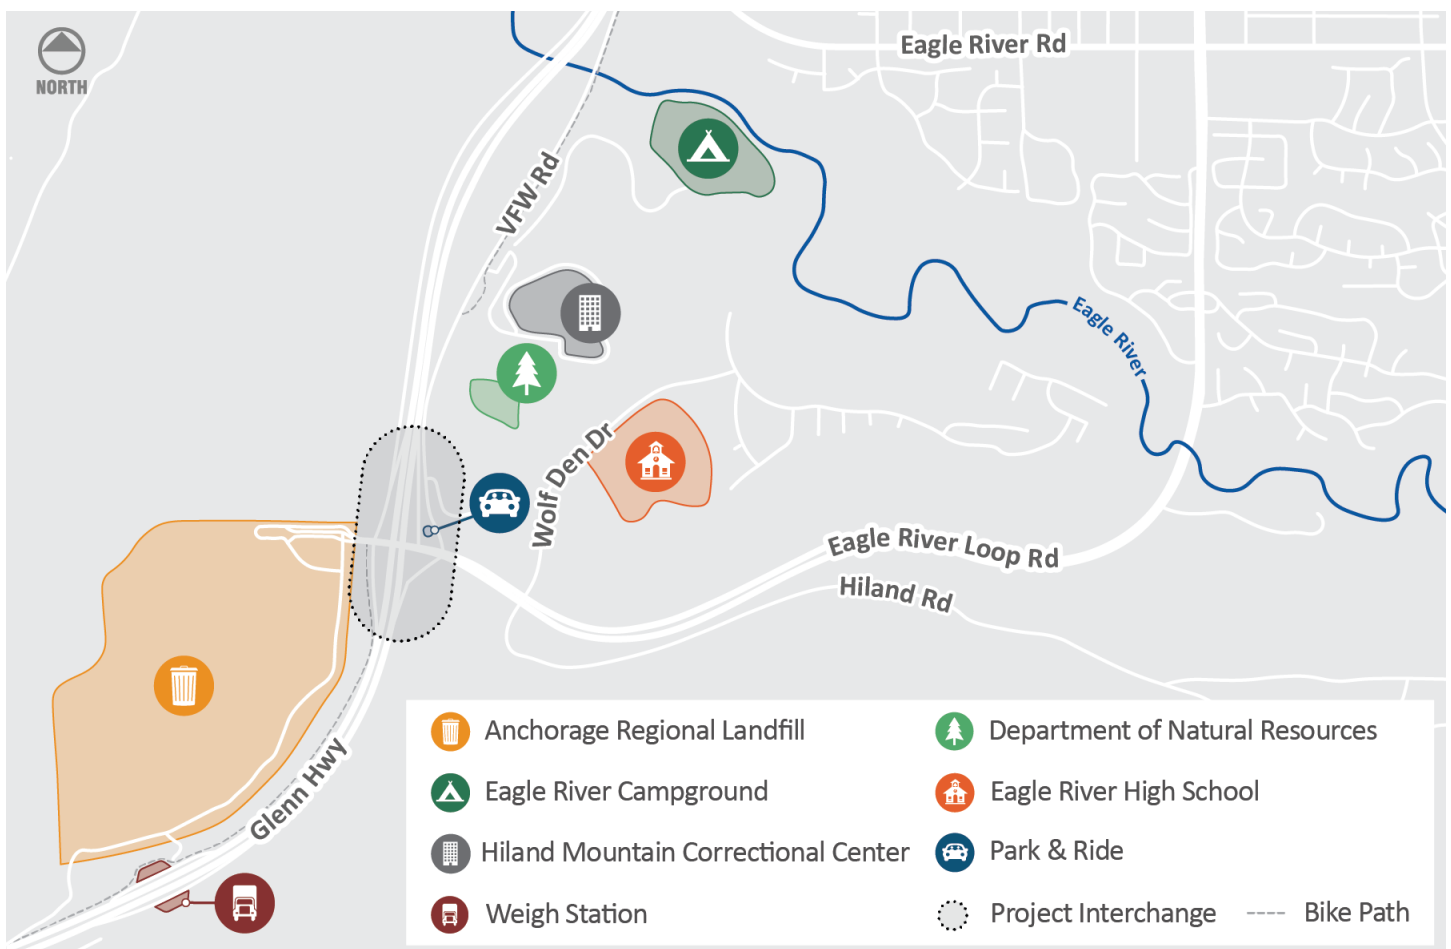 NORTH
Eagle River Rd
VFW Rd
Eagle River
Wolf Den Dr
Eagle River Loop Rd
Hiland Rd
Glenn Hwy
Anchorage Regional Landfill
Department of Natural Resources
Eagle River Campground
Eagle River High School
Hiland Mountain Correctional Center
Park & Ride
Weigh Station
Project Interchange
Bike Path